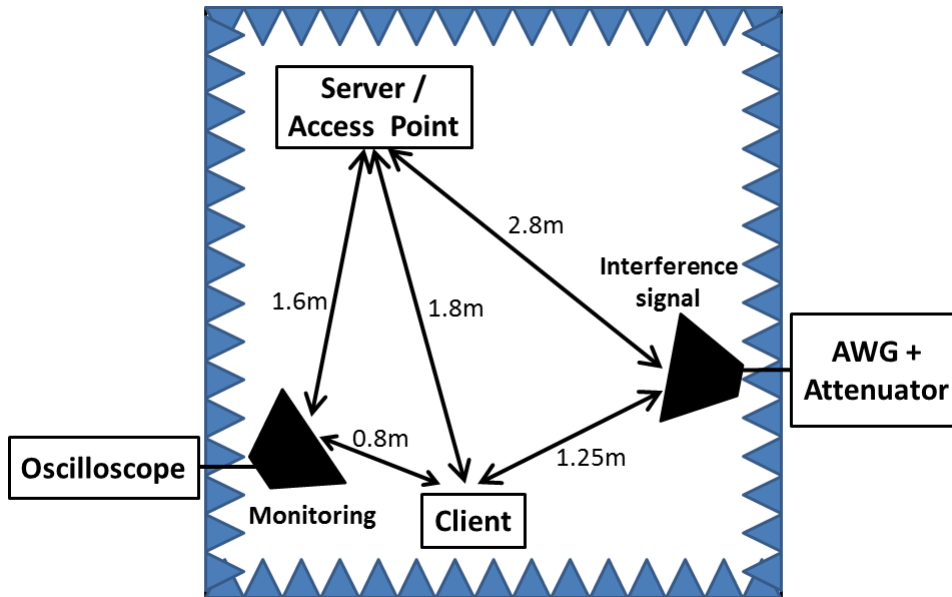 Server /
Access Point
2.8m
Interference
signal
1.6m
1.8m
AWG +
Attenuator
0.8m
1.25m
Oscilloscope
Monitoring
Client